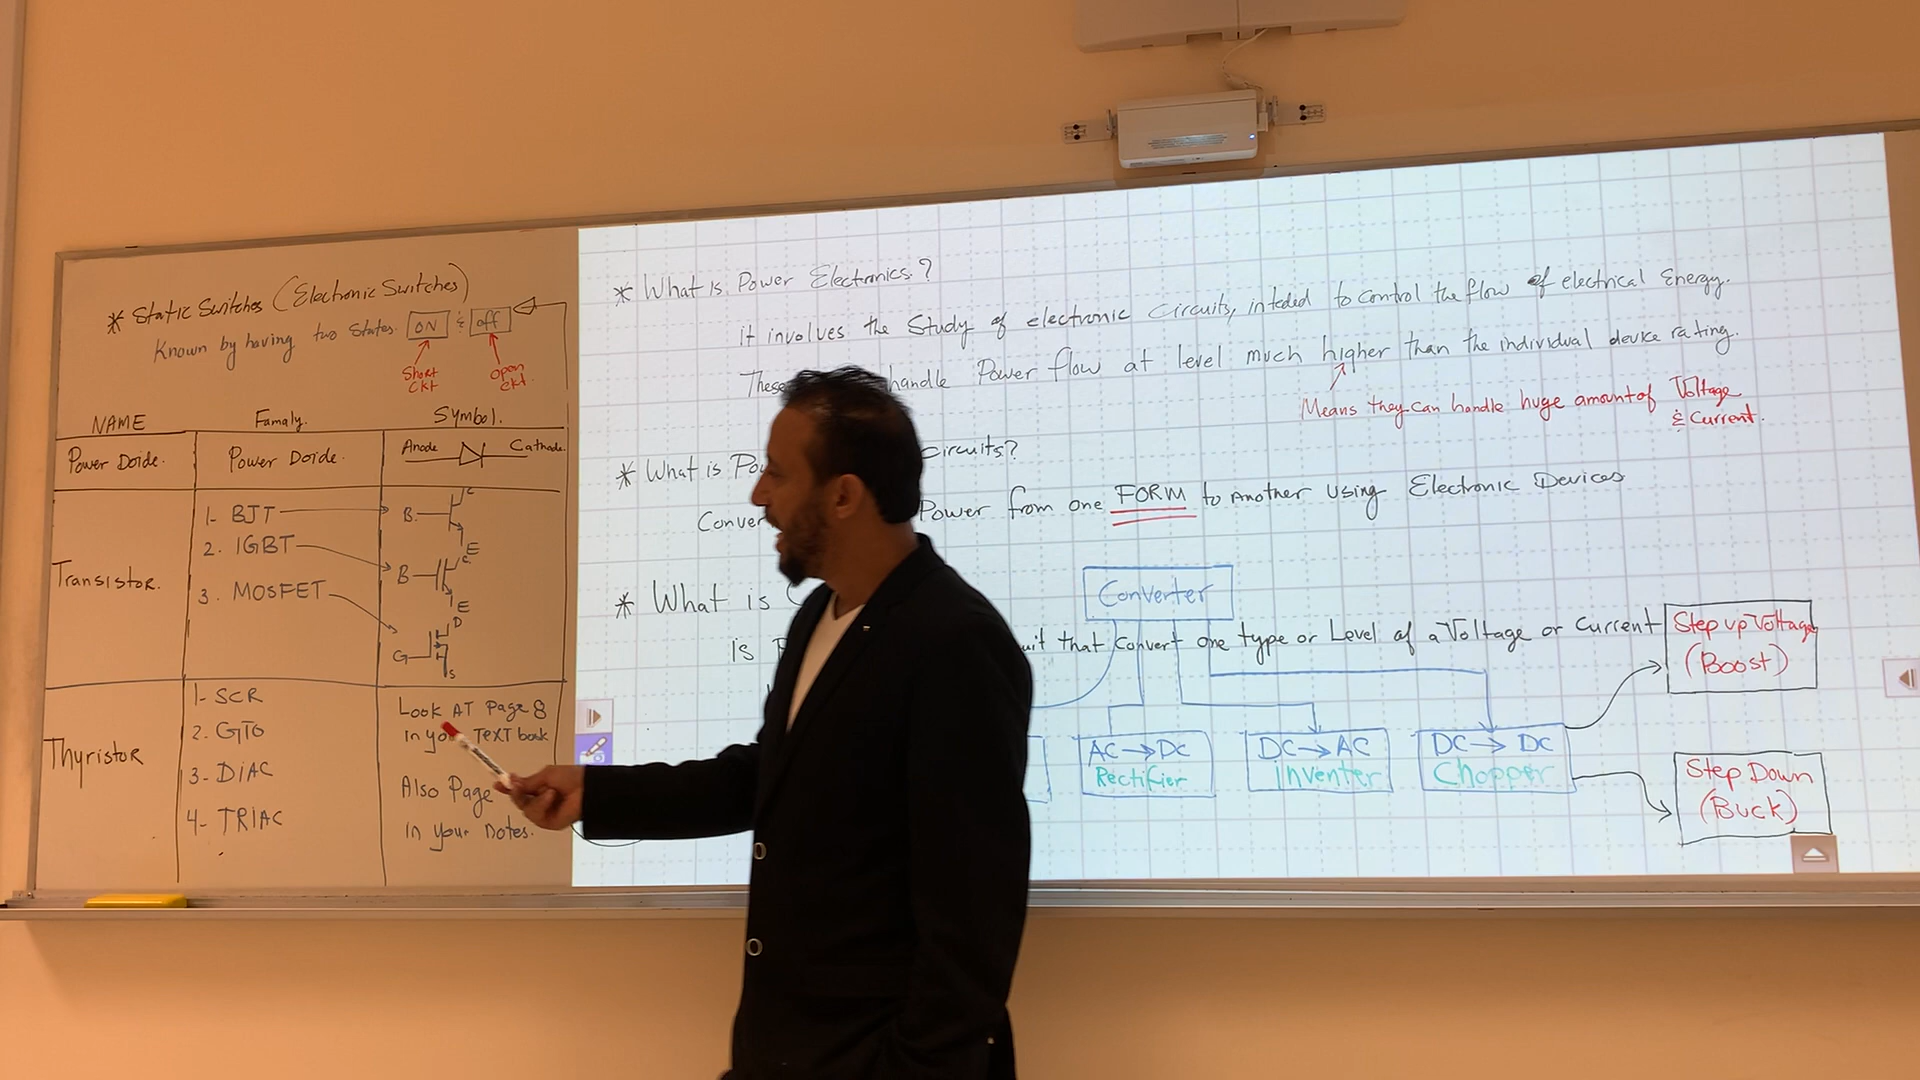 * Static Switches (Electronic Switches)
Known by having two States. ON & off
Short Ckt
open ckt.
NAME
Famaly.
Symbol.
Power Doide.
Power Doide.
Anode
Cathode
Transistor.
1- BJT
2. IGBT
3. MOSFET
B.
C
E
B
C
E
G
D
S
Thyristor
1- SCR
2. GTO
3- DIAC
4- TRIAC
Look AT Page 8
in your TEXT book
Also Page
in your notes.
* What is Power Electronics.?
it involves the Study of electronic Circuits, inteded to control the flow of electrical Energy.
These handle Power flow at level much higher than the individual device rating.
Means they can handle huge amount of Voltage
& Current.
* What is circuits?
Power from one FORM to Another Using Electronic Devices
* What is
Converter
is that Convert one type or Level of a Voltage or Current
Step up Voltage
(Boost)
AC → DC
Rectifier
DC → AC
inventer
DC → DC
Chopper
Step Down
(Buck)